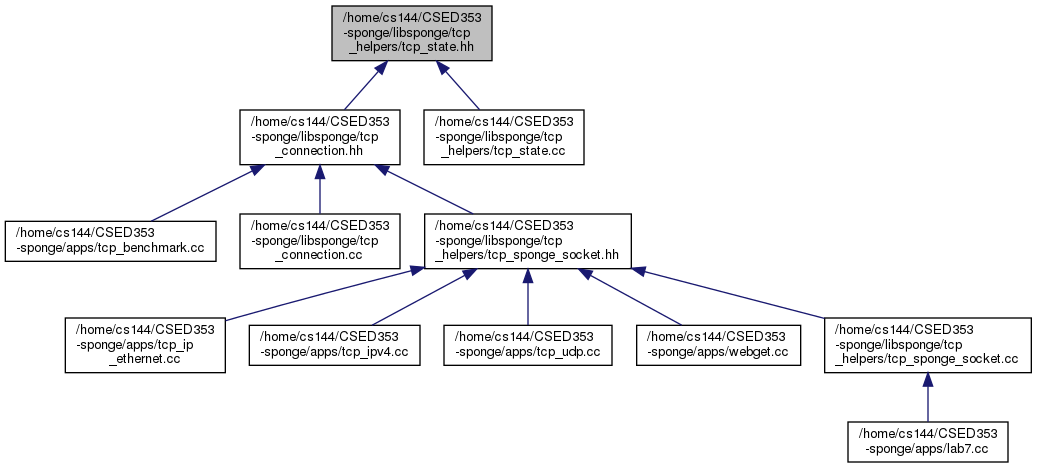 /home/cs144/CSED353
-sponge/libsponge/tcp
_helpers/tcp_state.hh
/home/cs144/CSED353
-sponge/libsponge/tcp
_connection.hh
/home/cs144/CSED353
-sponge/libsponge/tcp
_helpers/tcp_state.cc
/home/cs144/CSED353
-sponge/apps/tcp_benchmark.cc
/home/cs144/CSED353
-sponge/libsponge/tcp
_connection.cc
/home/cs144/CSED353
-sponge/libsponge/tcp
_helpers/tcp_sponge_socket.hh
/home/cs144/CSED353
-sponge/apps/tcp_ip
_ethernet.cc
/home/cs144/CSED353
-sponge/apps/tcp_ipv4.cc
/home/cs144/CSED353
-sponge/apps/tcp_udp.cc
/home/cs144/CSED353
-sponge/apps/webget.cc
/home/cs144/CSED353
-sponge/libsponge/tcp
_helpers/tcp_sponge_socket.cc
/home/cs144/CSED353
-sponge/apps/lab7.cc